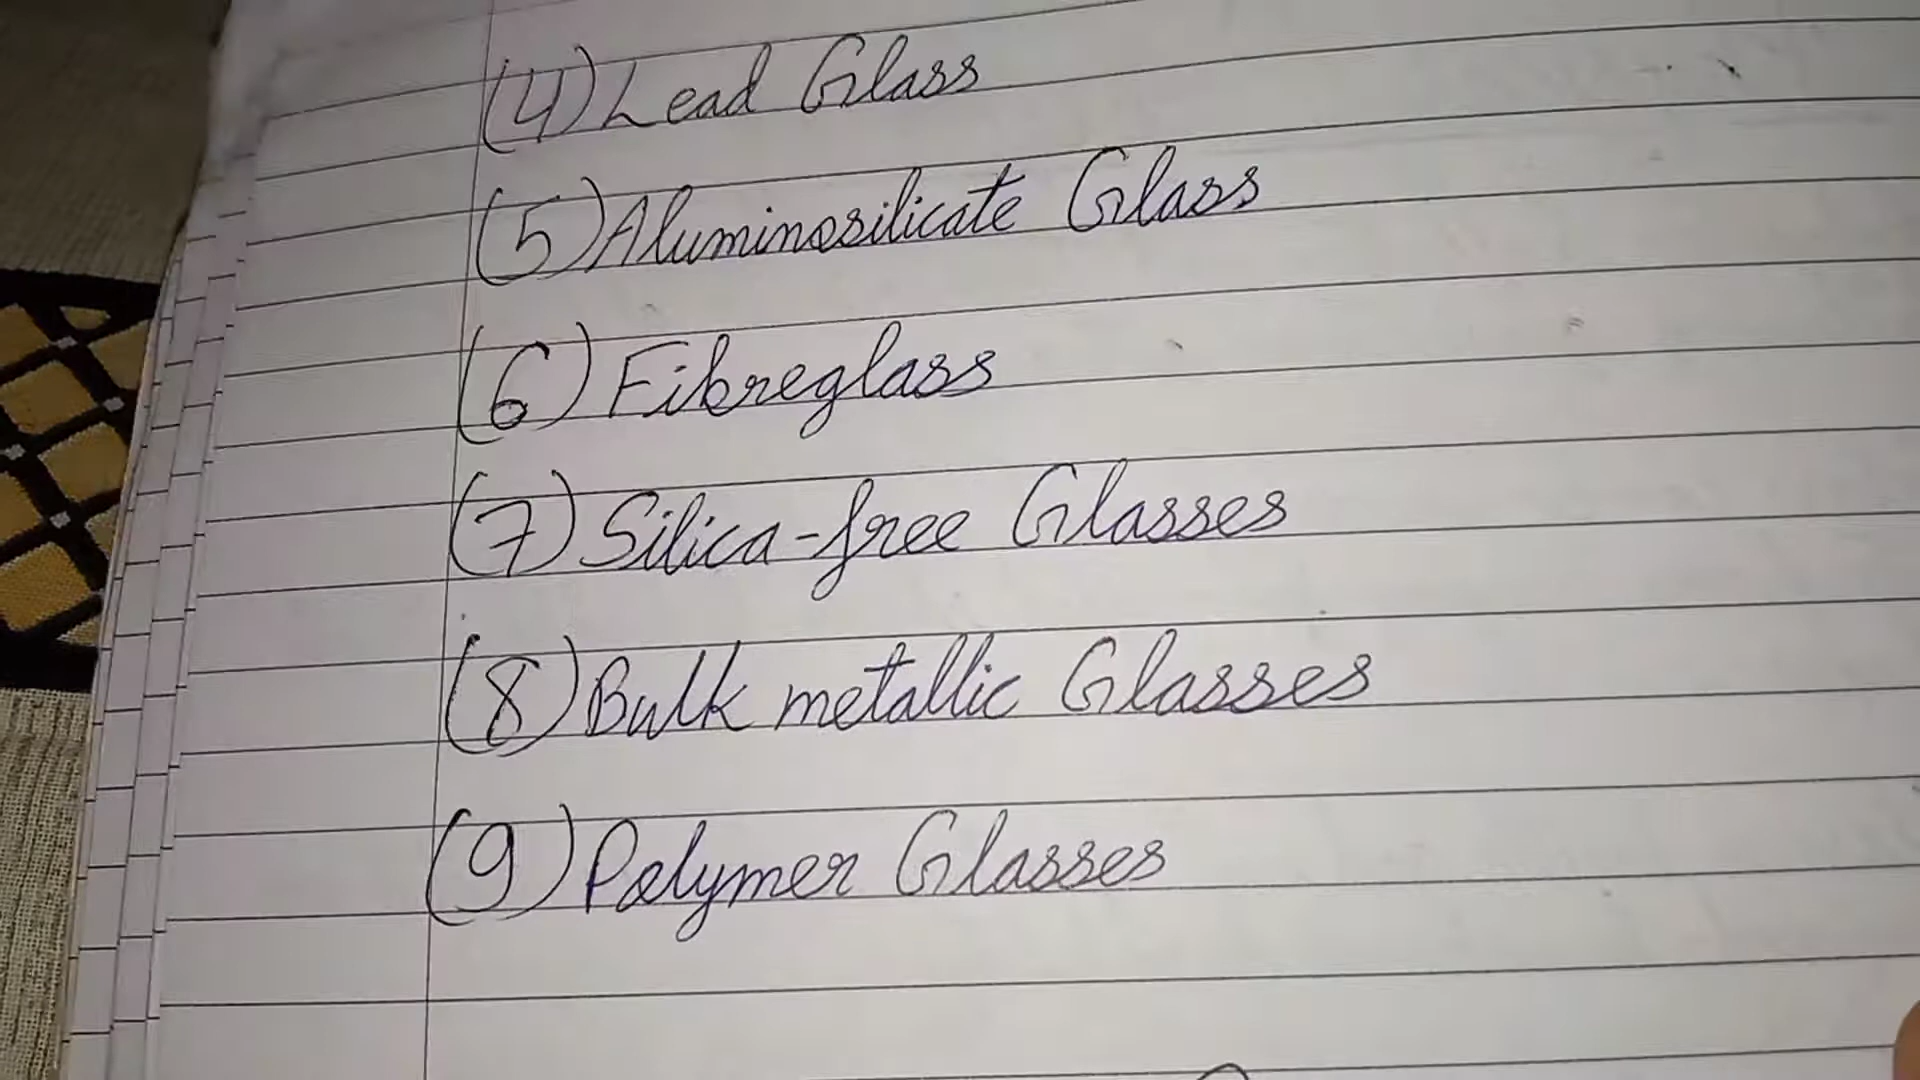 (4) Lead Glass
(5) Aluminosilicate Glass
(6) Fibreglass
(7) Silica-free Glasses
(8) Bulk metallic Glasses
(9) Polymer Glasses